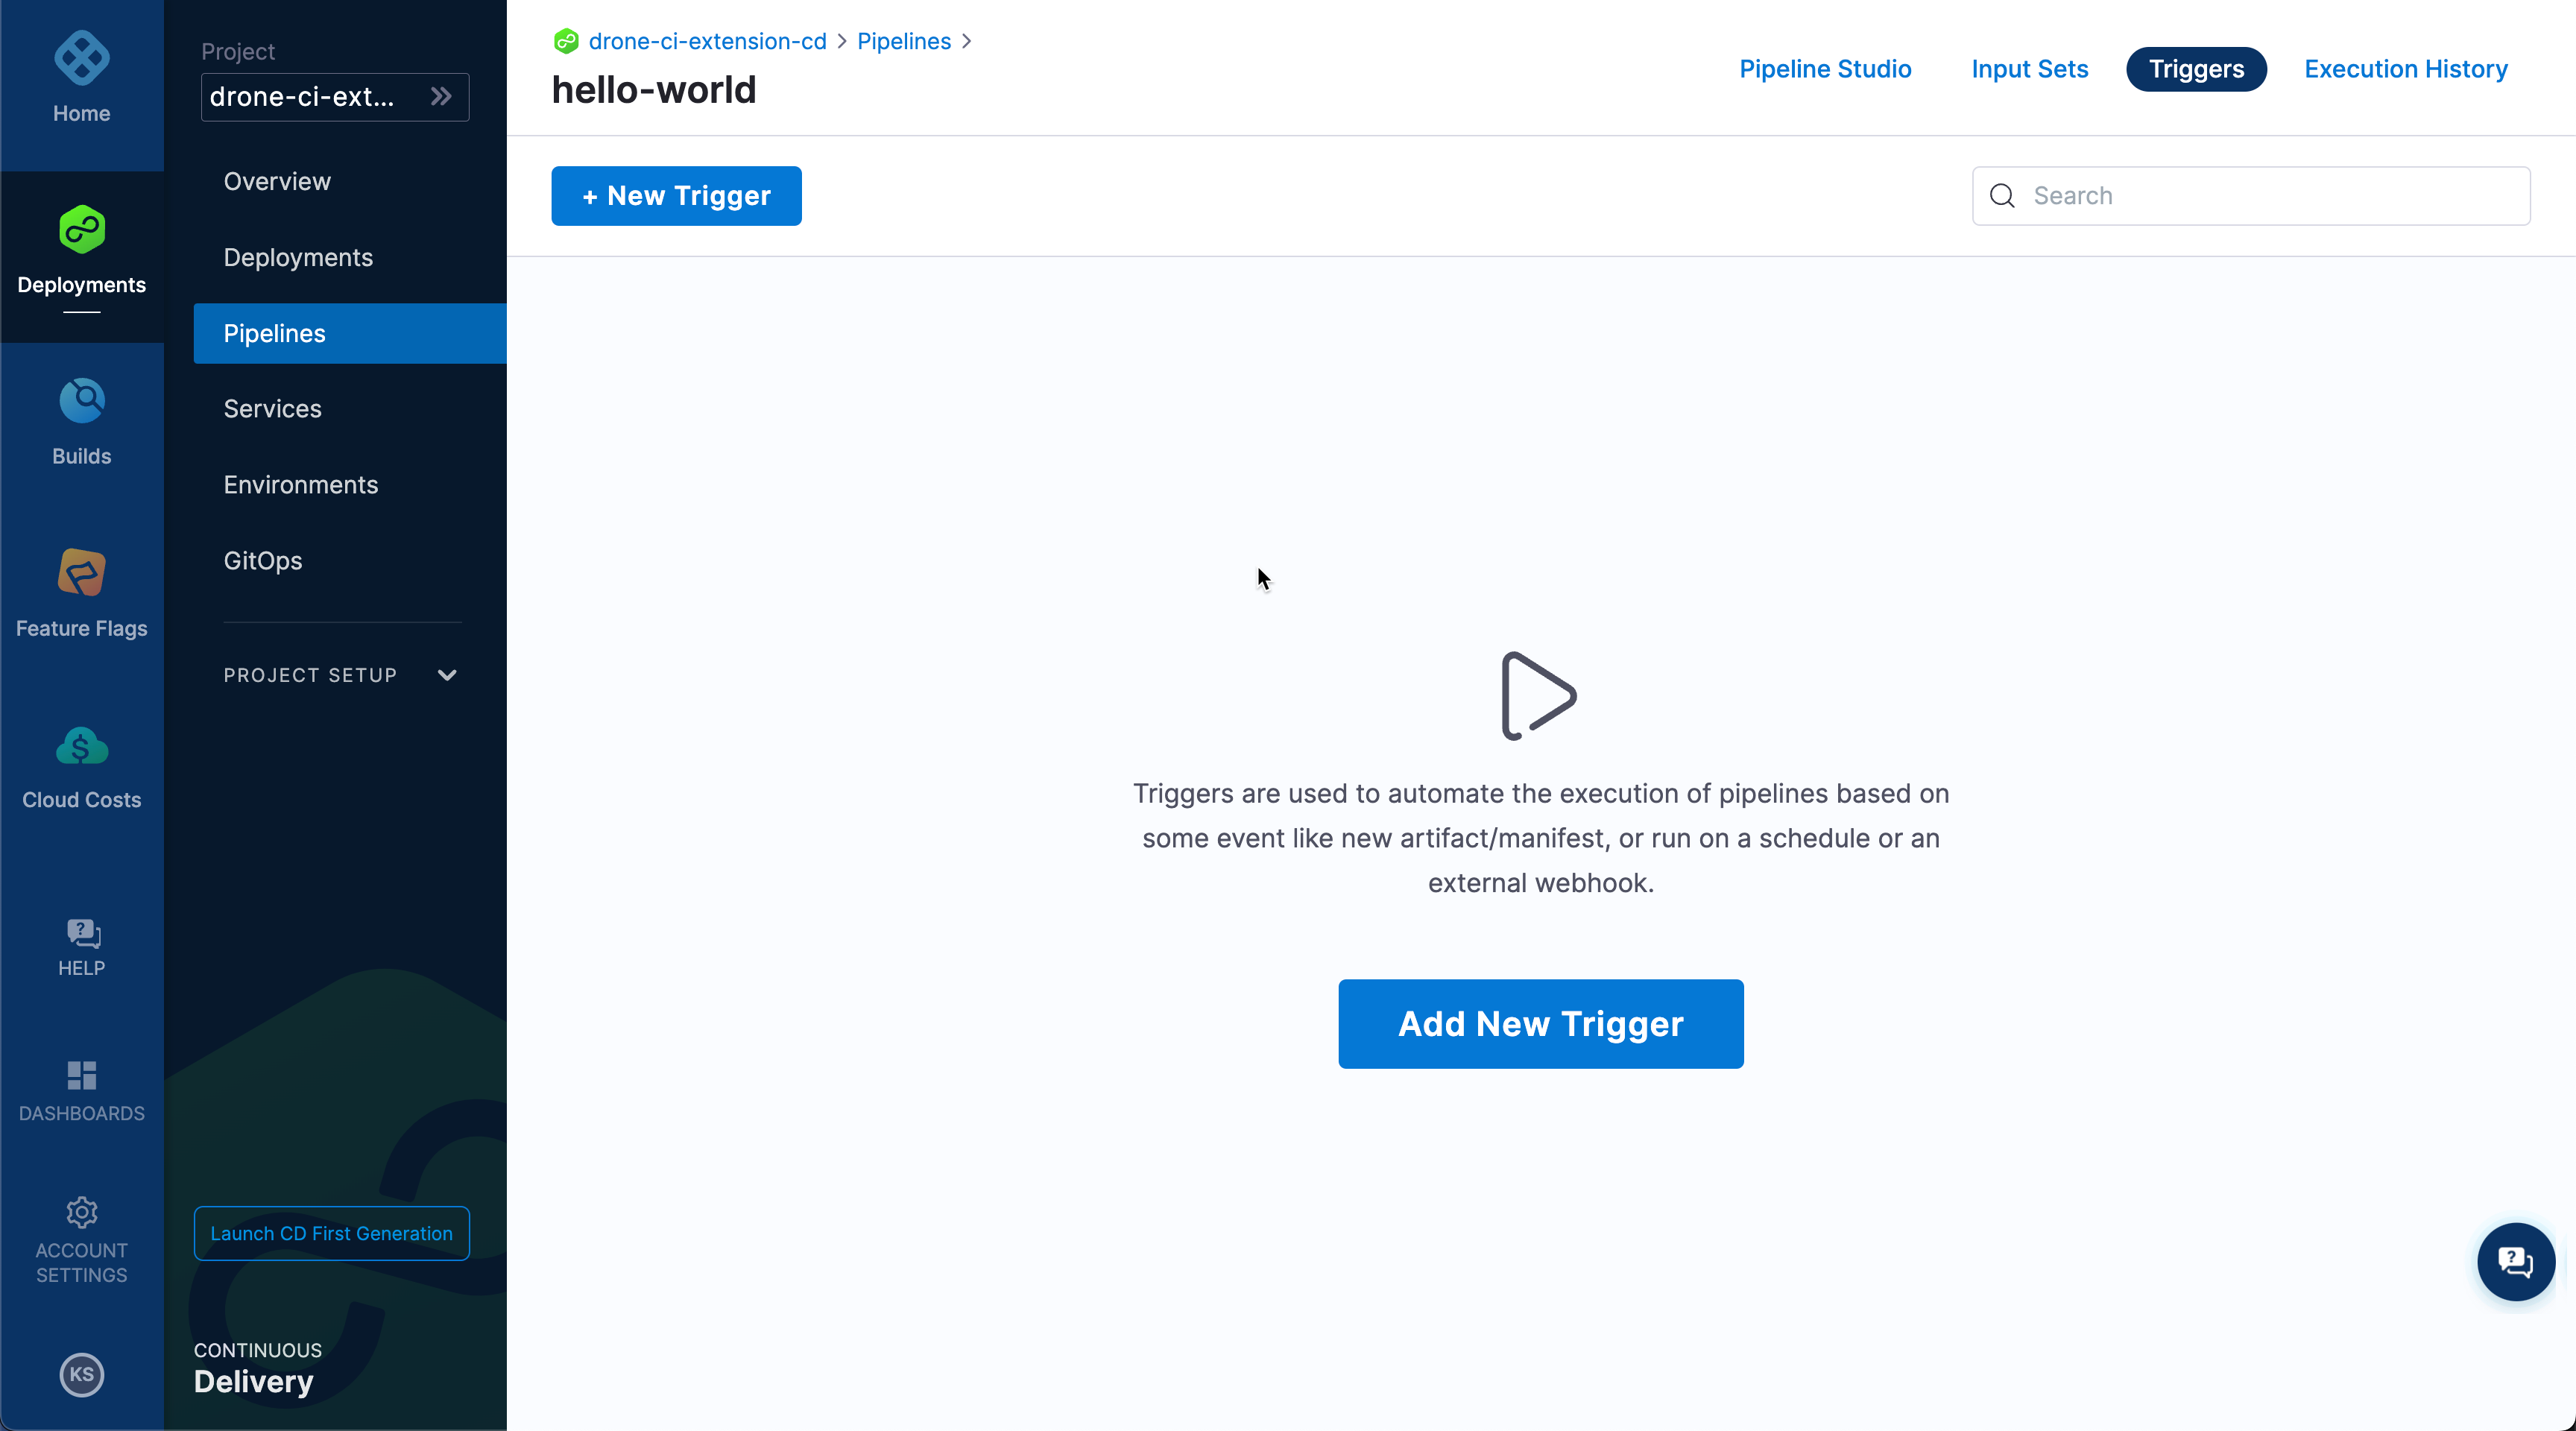 Home
Deployments
Builds
Feature Flags
Cloud Costs
HELP
DASHBOARDS
ACCOUNT
SETTINGS
KS
Project
drone-ci-ext...
Overview
Deployments
Pipelines
Services
Environments
GitOps
PROJECT SETUP
Launch CD First Generation
CONTINUOUS
Delivery
drone-ci-extension-cd > Pipelines >
hello-world
Pipeline Studio
Input Sets
Triggers
Execution History
+ New Trigger
Search
Triggers are used to automate the execution of pipelines based on
some event like new artifact/manifest, or run on a schedule or an
external webhook.
Add New Trigger